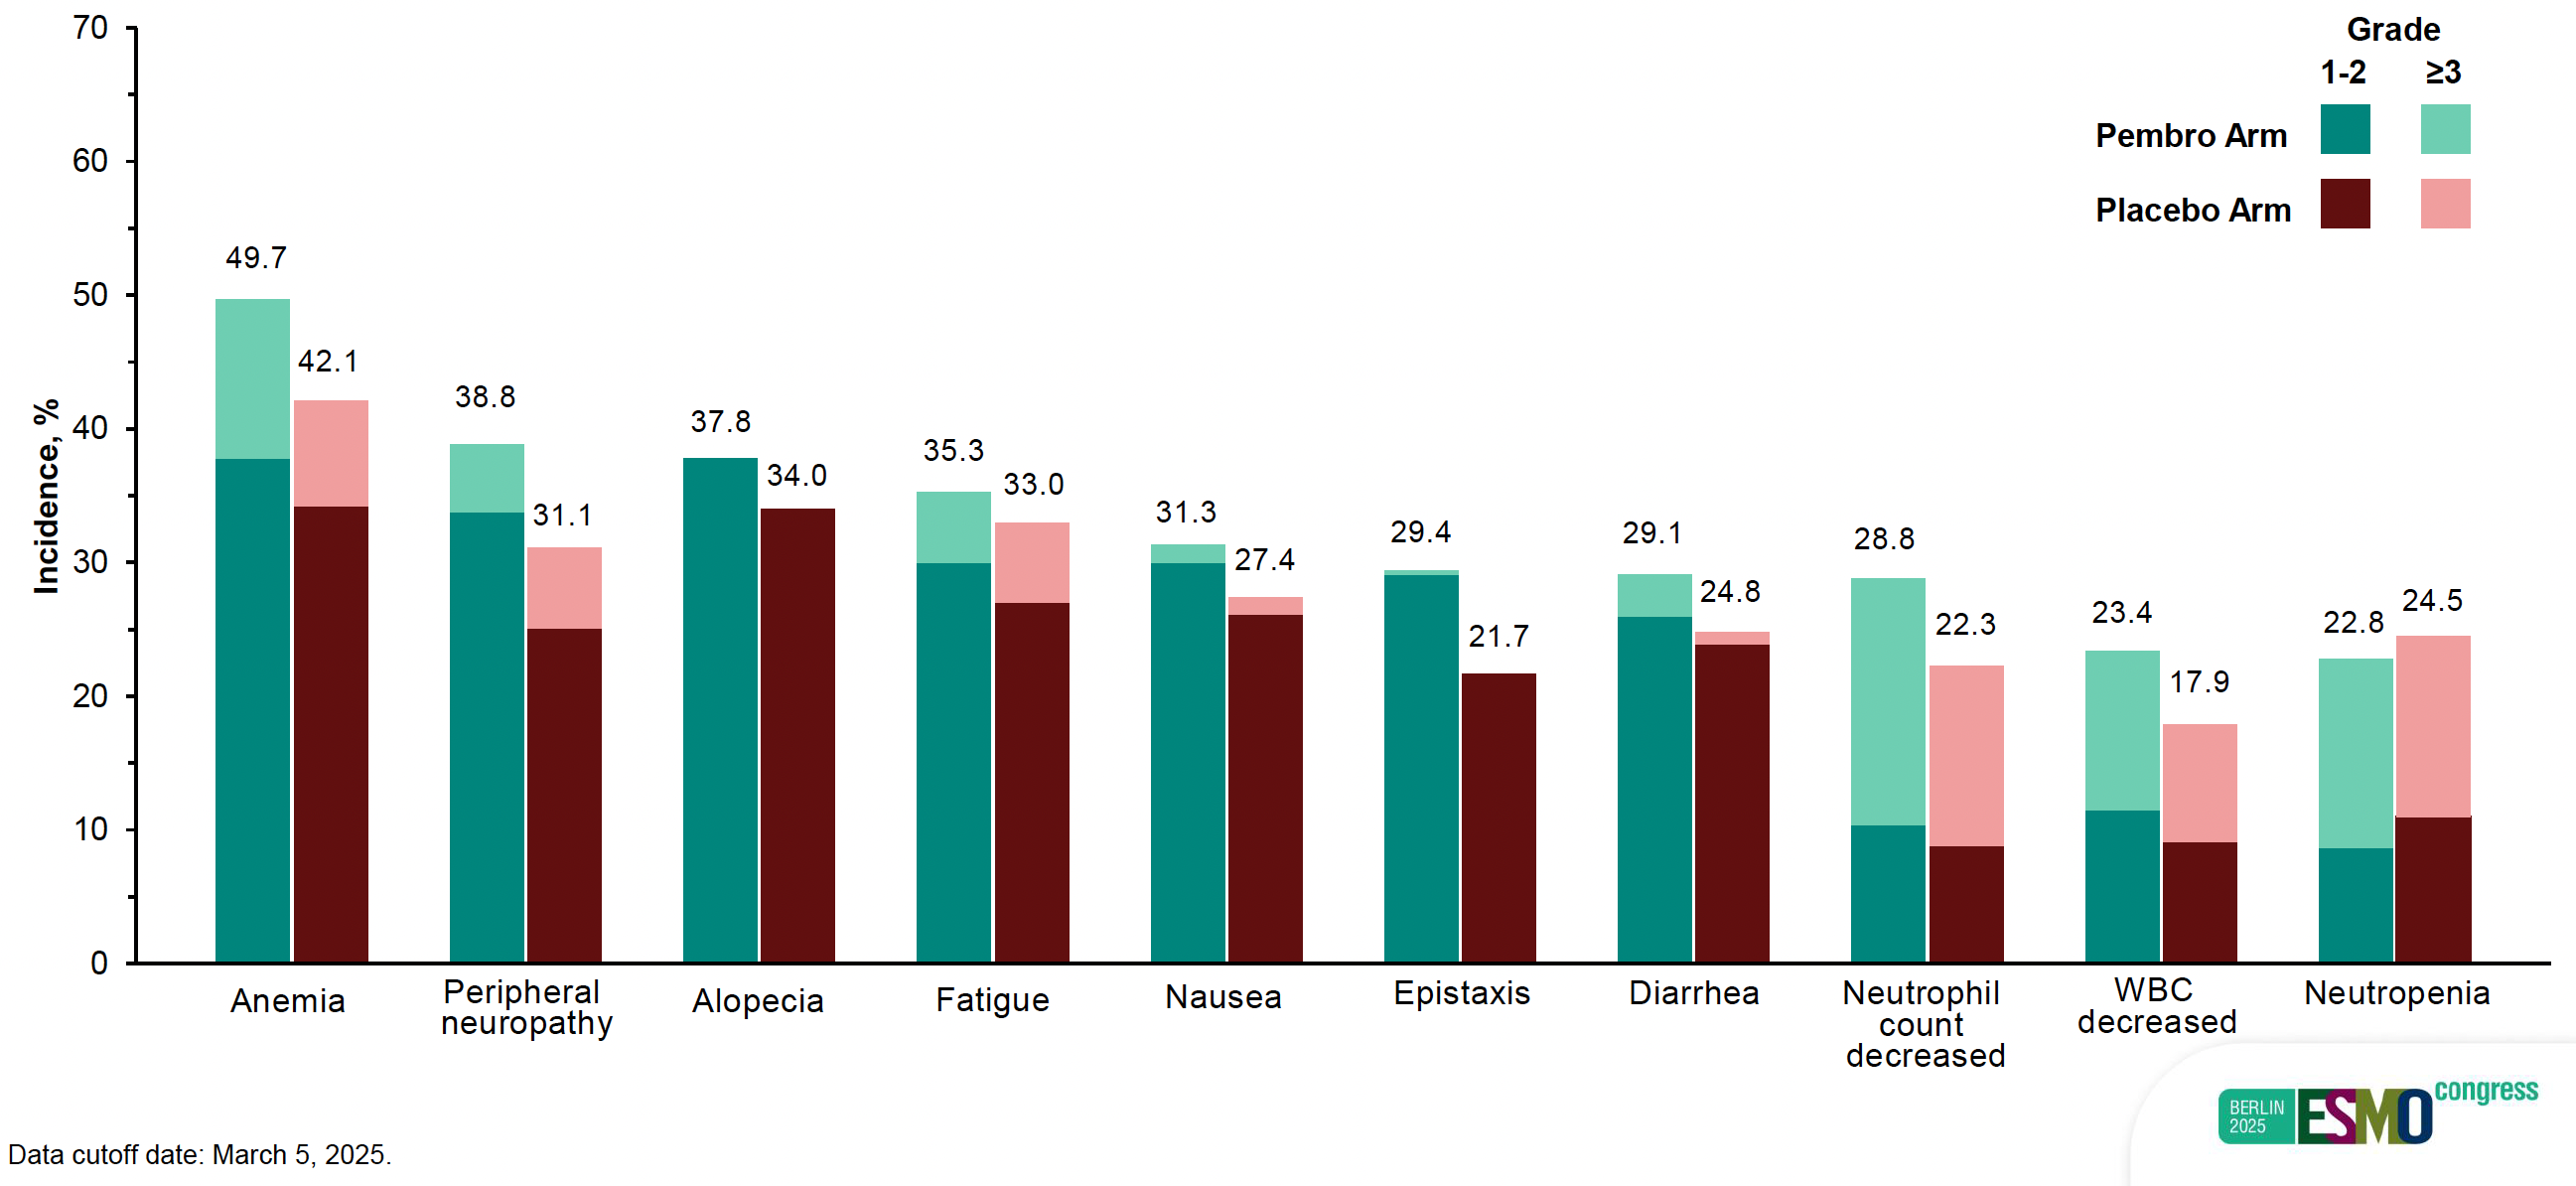 Grade
1-2 ≥3
Pembro Arm
Placebo Arm
Incidence, %
70
60
50
40
30
20
10
0
49.7
42.1
38.8
31.1
37.8
34.0
35.3
33.0
31.3
27.4
29.4
21.7
29.1
24.8
28.8
22.3
23.4
17.9
22.8
24.5
Anemia
Peripheral
neuropathy
Alopecia
Fatigue
Nausea
Epistaxis
Diarrhea
Neutrophil
count
decreased
WBC
decreased
Neutropenia
Data cutoff date: March 5, 2025.
BERLIN
2025
ESMO congress